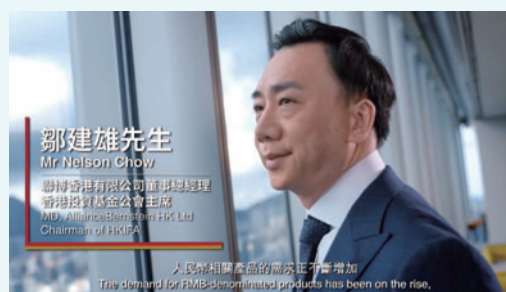 鄒建雄先生
Mr Nelson Chow
聯博香港有限公司董事總經理
香港投資基金公會主席
MD, AllianceBernstein HK Ltd
Chairman of HKIFA
人民幣相關產品的需求正不斷增加
The demand for RMB-denominated products has been on the rise,